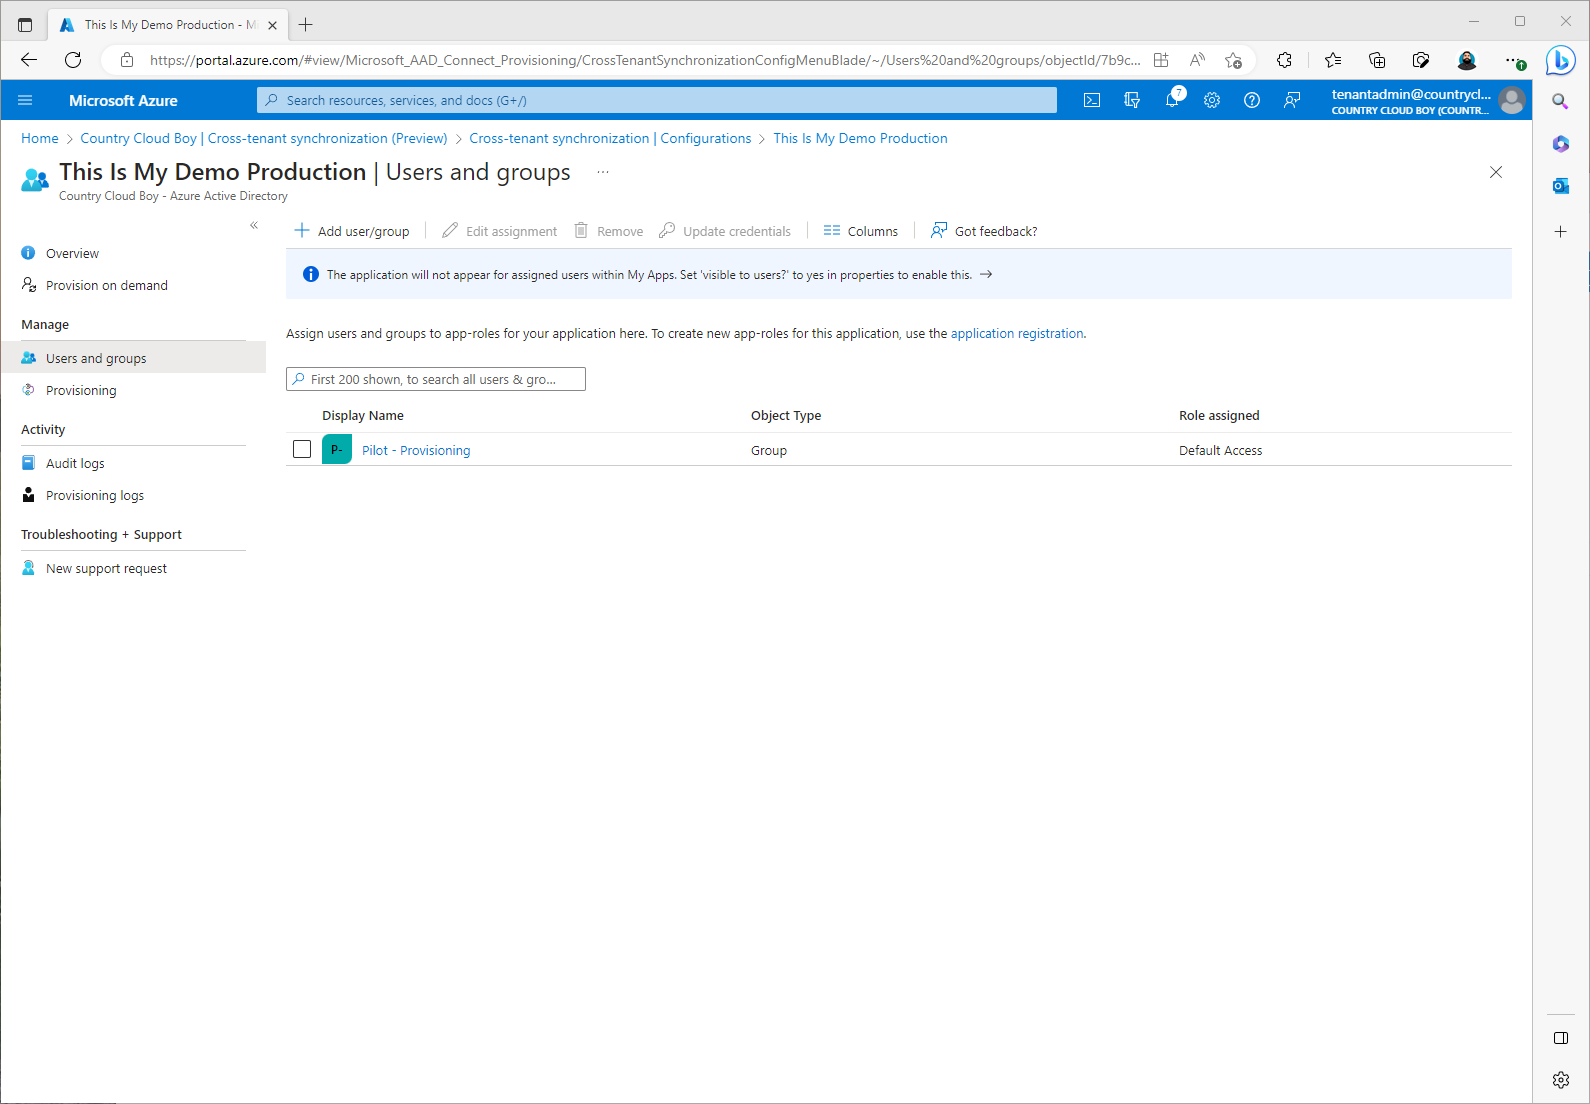 This Is My Demo Production - M
https://portal.azure.com/#view/Microsoft_AAD_Connect_Provisioning/CrossTenantSynchronizationConfigMenuBlade/~/Users%20and%20groups/objectId/7b9c...
Microsoft Azure
Search resources, services, and docs (G+/)
7
tenantadmin@countrycl...
COUNTRY CLOUD BOY (COUNTR...
Home > Country Cloud Boy | Cross-tenant synchronization (Preview) > Cross-tenant synchronization | Configurations > This Is My Demo Production
This Is My Demo Production | Users and groups ...
Country Cloud Boy - Azure Active Directory
Overview
Provision on demand
Manage
Users and groups
Provisioning
Activity
Audit logs
Provisioning logs
Troubleshooting + Support
New support request
Add user/group
Edit assignment
Remove
Update credentials
Columns
Got feedback?
The application will not appear for assigned users within My Apps. Set 'visible to users?' to yes in properties to enable this. →
Assign users and groups to app-roles for your application here. To create new app-roles for this application, use the application registration.
First 200 shown, to search all users & gro...
Display Name Object Type Role assigned
P- Pilot - Provisioning Group Default Access